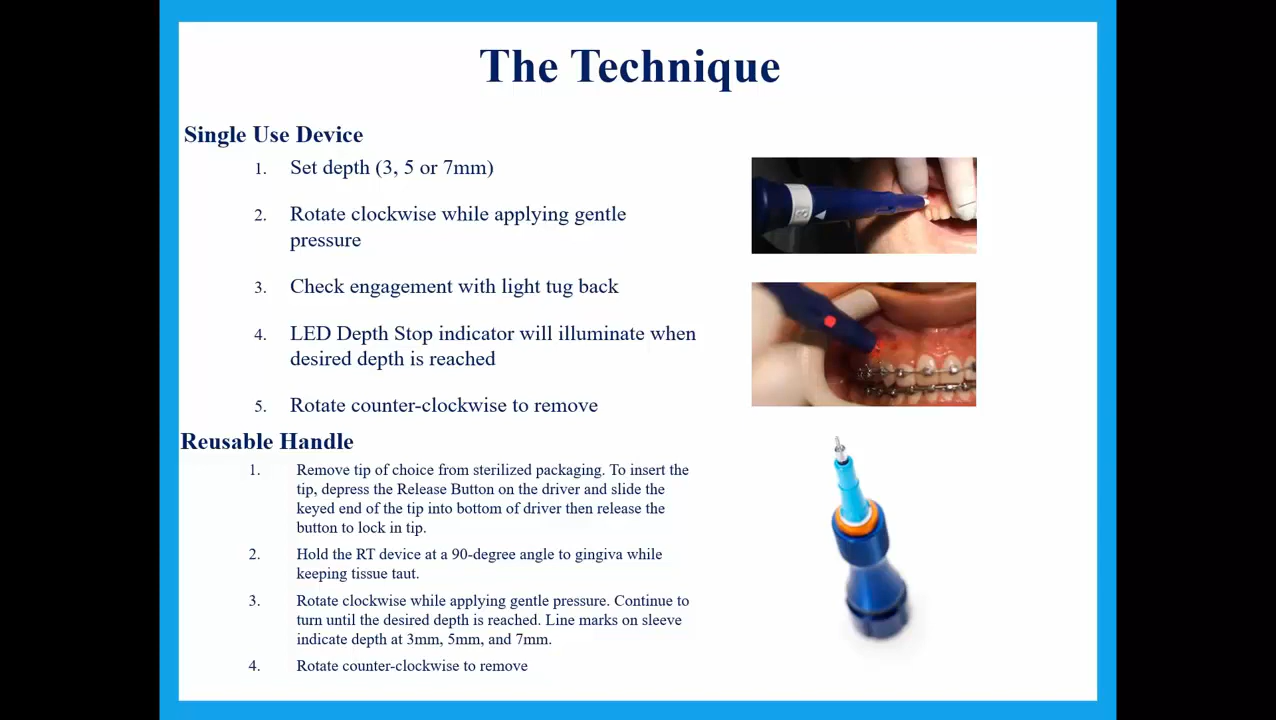 The Technique
Single Use Device
1. Set depth (3, 5 or 7mm)
2. Rotate clockwise while applying gentle
pressure
3. Check engagement with light tug back
4. LED Depth Stop indicator will illuminate when
desired depth is reached
5. Rotate counter-clockwise to remove
Reusable Handle
1. Remove tip of choice from sterilized packaging. To insert the
tip, depress the Release Button on the driver and slide the
keyed end of the tip into bottom of driver then release the
button to lock in tip.
2. Hold the RT device at a 90-degree angle to gingiva while
keeping tissue taut.
3. Rotate clockwise while applying gentle pressure. Continue to
turn until the desired depth is reached. Line marks on sleeve
indicate depth at 3mm, 5mm, and 7mm.
4. Rotate counter-clockwise to remove